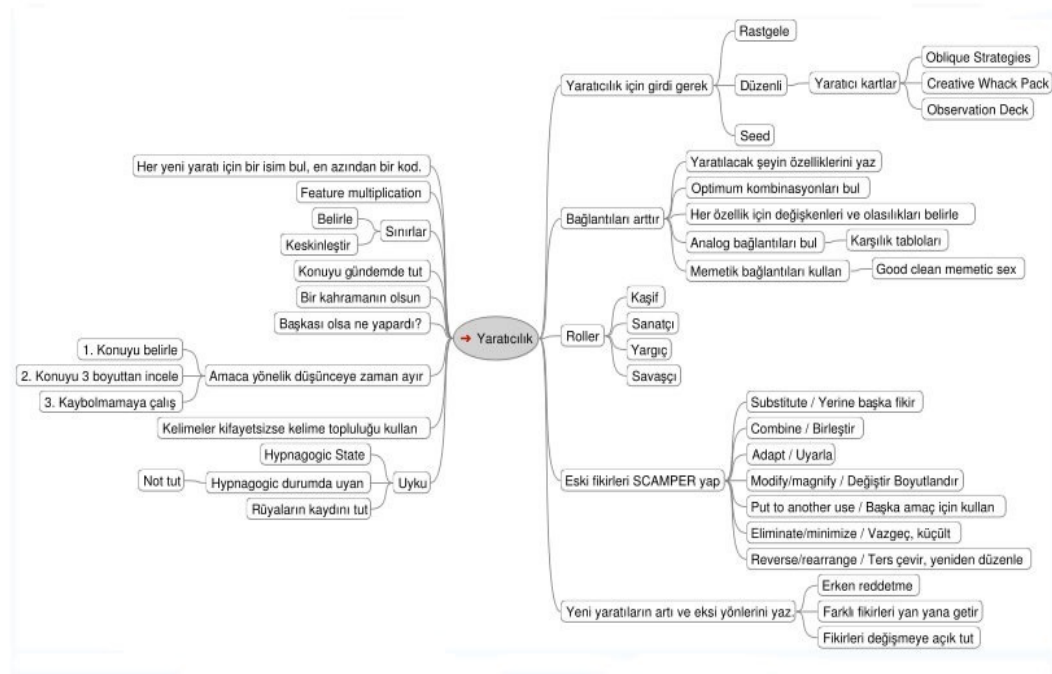 Yaratıcılık
Yaratıcılık için girdi gerek
Rastgele
Düzenli
Yaratıcı kartlar
Oblique Strategies
Creative Whack Pack
Observation Deck
Seed
Bağlantıları arttır
Yaratılacak şeyin özelliklerini yaz
Optimum kombinasyonları bul
Her özellik için değişkenleri ve olasılıkları belirle
Analog bağlantıları bul
Karşılık tabloları
Memetik bağlantıları kullan
Good clean memetic sex
Roller
Kaşif
Sanatçı
Yargıç
Savaşçı
Eski fikirleri SCAMPER yap
Substitute / Yerine başka fikir
Combine / Birleştir
Adapt / Uyarla
Modify/magnify / Değiştir Boyutlandır
Put to another use / Başka amaç için kullan
Eliminate/minimize / Vazgeç, küçült
Reverse/rearrange / Ters çevir, yeniden düzenle
Yeni yaratıların artı ve eksi yönlerini yaz.
Erken reddetme
Farklı fikirleri yan yana getir
Fikirleri değişmeye açık tut
Her yeni yaratı için bir isim bul, en azından bir kod.
Feature multiplication
Sınırlar
Belirle
Keskinleştir
Konuyu gündemde tut
Bir kahramanın olsun
Başkası olsa ne yapardı?
Amaca yönelik düşünceye zaman ayır
1. Konuyu belirle
2. Konuyu 3 boyuttan incele
3. Kaybolmamaya çalış
Kelimeler kifayetsizse kelime topluluğu kullan
Uyku
Hypnagogic State
Hypnagogic durumda uyan
Not tut
Rüyaların kaydını tut